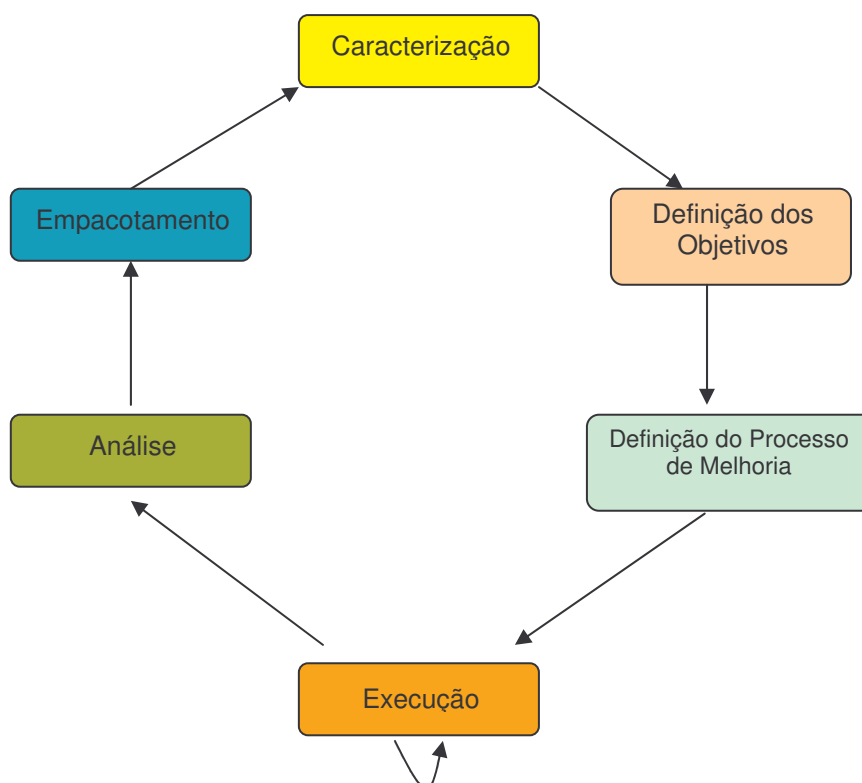 Caracterização
Definição dos
Objetivos
Definição do Processo
de Melhoria
Execução
Análise
Empacotamento